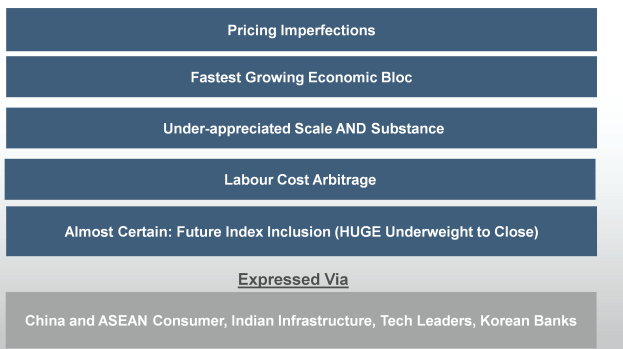 Pricing Imperfections
Fastest Growing Economic Bloc
Under-appreciated Scale AND Substance
Labour Cost Arbitrage
Almost Certain: Future Index Inclusion (HUGE Underweight to Close)
Expressed Via
China and ASEAN Consumer, Indian Infrastructure, Tech Leaders, Korean Banks